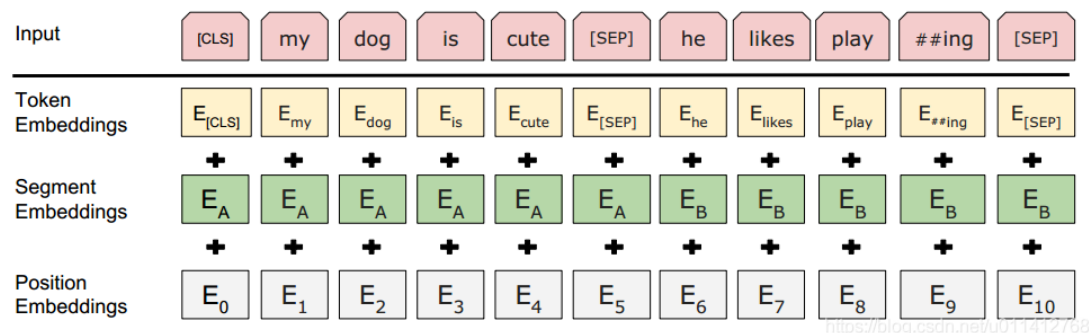 Input [CLS] my dog is cute [SEP] he likes play ##ing [SEP]
Token Embeddings E[CLS] Emy Edog Eis Ecute E[SEP] Ehe Elikes Eplay E##ing E[SEP]
+ + + + + + + + + + +
Segment Embeddings EA EA EA EA EA EA EB EB EB EB EB
+ + + + + + + + + + +
Position Embeddings E0 E1 E2 E3 E4 E5 E6 E7 E8 E9 E10